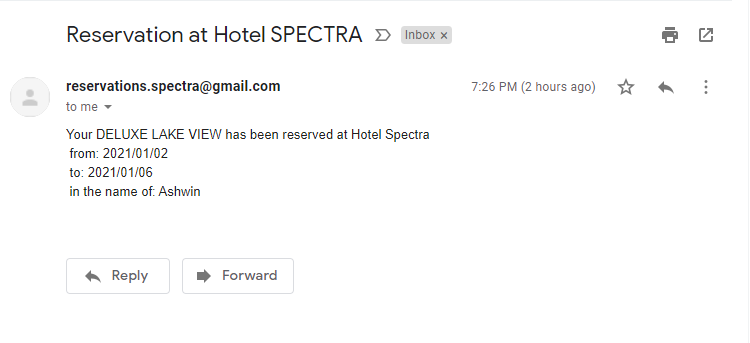 Reservation at Hotel SPECTRA Inbox x
reservations.spectra@gmail.com 7:26 PM (2 hours ago)
to me
Your DELUXE LAKE VIEW has been reserved at Hotel Spectra
from: 2021/01/02
to: 2021/01/06
in the name of: Ashwin
Reply Forward